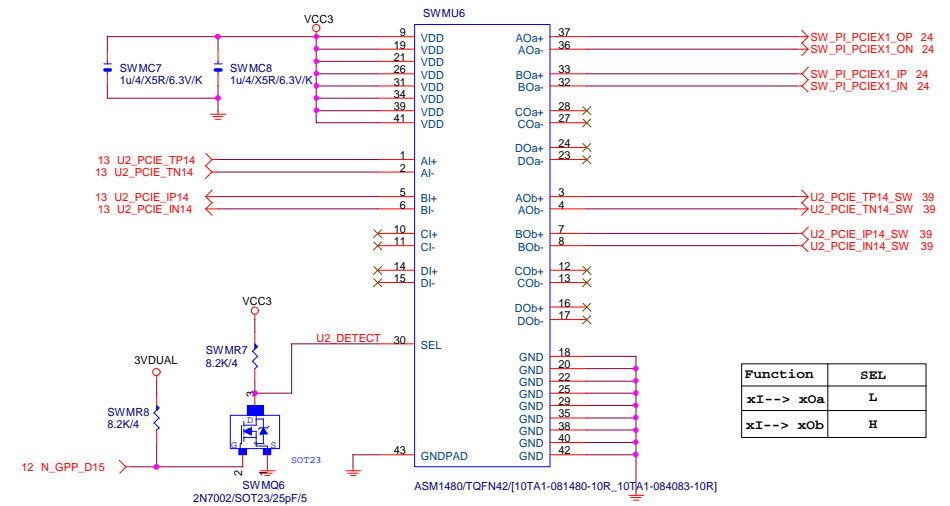 SWMU6
VCC3
9 VDD
19 VDD
21 VDD
26 VDD
31 VDD
34 VDD
39 VDD
41 VDD
SWMC7
1u/4/X5R/6.3V/K
SWMC8
1u/4/X5R/6.3V/K
13 U2_PCIE_TP14 1 AI+
13 U2_PCIE_TN14 2 AI-
13 U2_PCIE_IP14 5 BI+
13 U2_PCIE_IN14 6 BI-
10 CI+
11 CI-
14 DI+
15 DI-
AOa+ 37 SW_PI_PCIEX1_OP 24
AOa- 36 SW_PI_PCIEX1_ON 24
BOa+ 33 SW_PI_PCIEX1_IP 24
BOa- 32 SW_PI_PCIEX1_IN 24
COa+ 28
COa- 27
DOa+ 24
DOa- 23
AOb+ 3 U2_PCIE_TP14_SW 39
AOb- 4 U2_PCIE_TN14_SW 39
BOb+ 7 U2_PCIE_IP14_SW 39
BOb- 8 U2_PCIE_IN14_SW 39
COb+ 12
COb- 13
DOb+ 16
DOb- 17
VCC3
SWMR7
8.2K/4
U2_DETECT 30 SEL
3VDUAL
SWMR8
8.2K/4
3
D
G S
2 1
SOT23
12 N_GPP_D15
SWMQ6
2N7002/SOT23/25pF/5
43 GNDPAD
GND 18
GND 20
GND 22
GND 25
GND 29
GND 35
GND 38
GND 40
GND 42
ASM1480/TQFN42/[10TA1-081480-10R_10TA1-084083-10R]
Function SEL
xI--> xOa L
xI--> xOb H